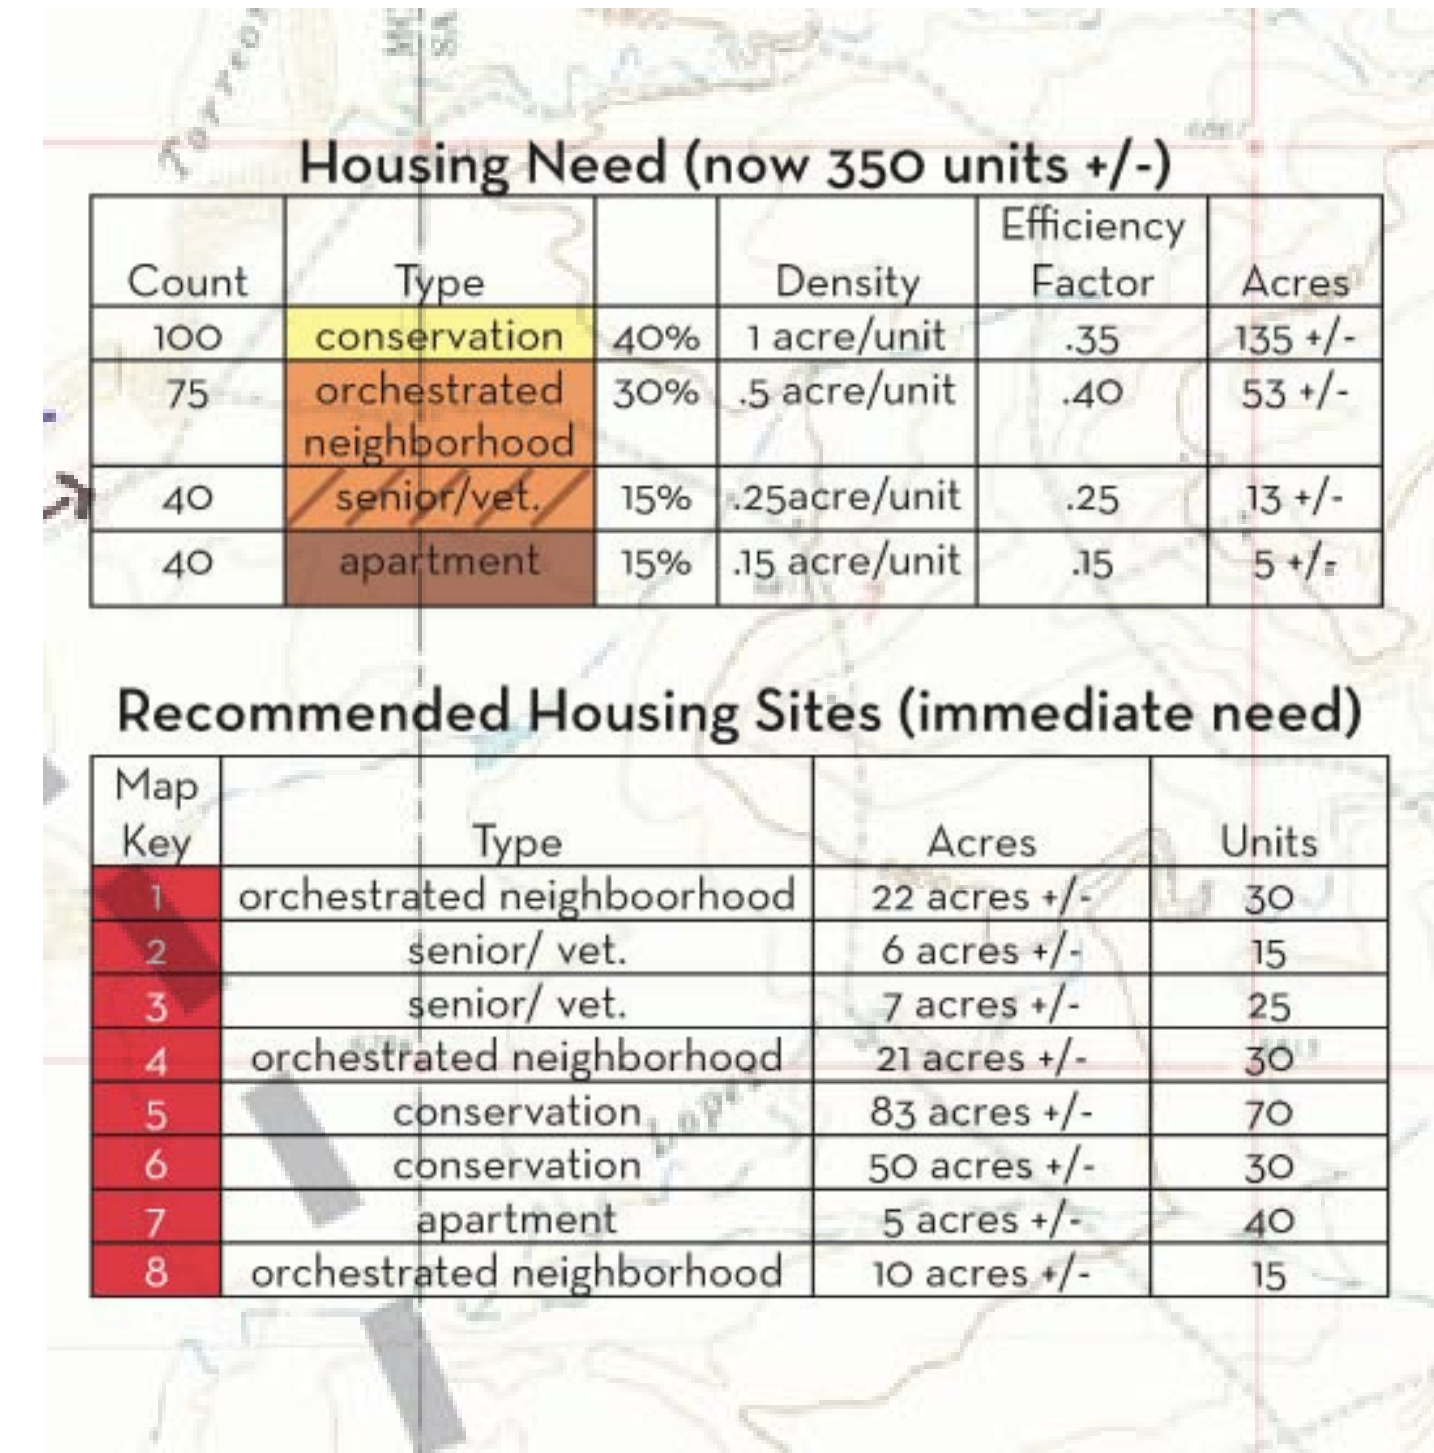 Torreon
Housing Need (now 350 units +/-)
Count Type Density Efficiency Factor Acres
100 conservation 40% 1 acre/unit .35 135 +/-
75 orchestrated neighborhood 30% .5 acre/unit .40 53 +/-
40 senior/vet. 15% .25acre/unit .25 13 +/-
40 apartment 15% .15 acre/unit .15 5 +/-
Recommended Housing Sites (immediate need)
Map Key Type Acres Units
1 orchestrated neighboorhood 22 acres +/- 30
2 senior/ vet. 6 acres +/- 15
3 senior/ vet. 7 acres +/- 25
4 orchestrated neighborhood 21 acres +/- 30
5 conservation 83 acres +/- 70
Lopez
6 conservation 50 acres +/- 30
7 apartment 5 acres +/- 40
8 orchestrated neighborhood 10 acres +/- 15